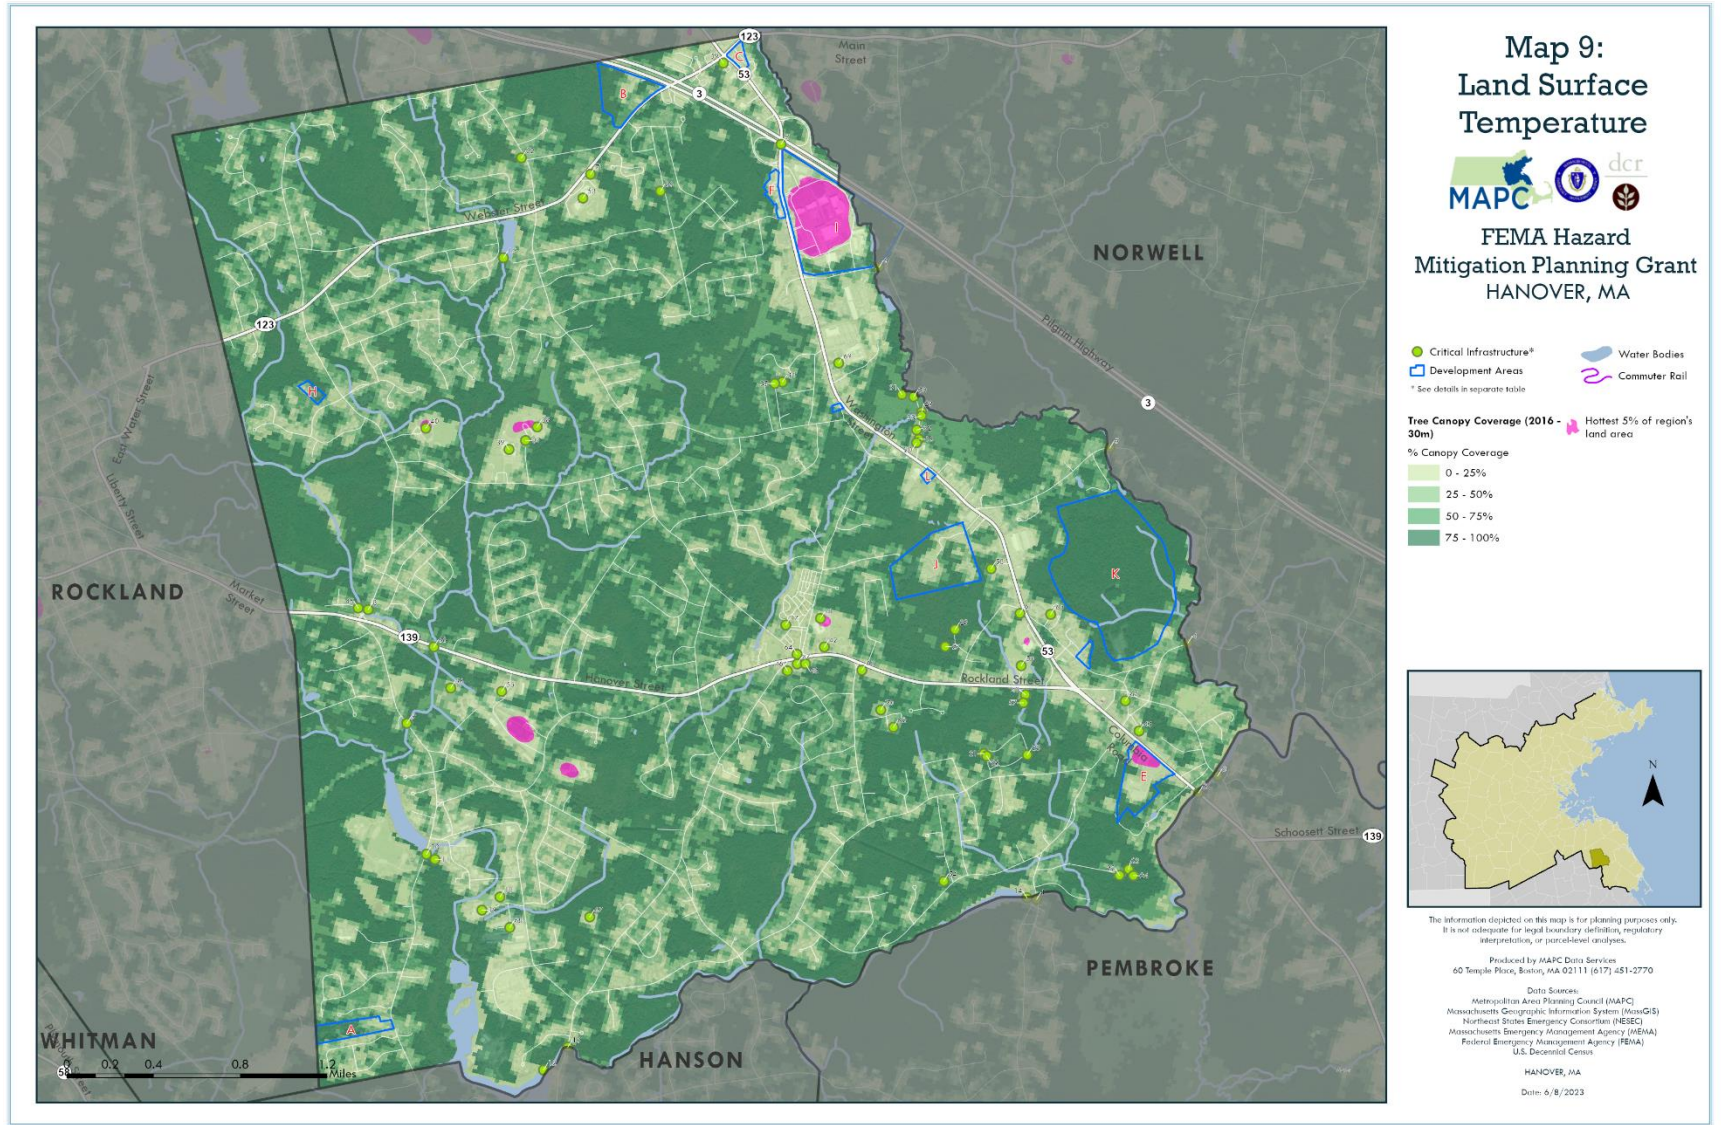 Map 9:
Land Surface
Temperature
MAPC
dcr
FEMA Hazard
Mitigation Planning Grant
HANOVER, MA
Critical Infrastructure*
Development Areas
* See details in separate table
Water Bodies
Commuter Rail
Tree Canopy Coverage (2016 -
30m)
Hottest 5% of region's
land area
% Canopy Coverage
0 - 25%
25 - 50%
50 - 75%
75 - 100%
N
The information depicted on this map is for planning purposes only.
It is not adequate for legal boundary definition, regulatory
interpretation, or parcel-level analyses.
Produced by MAPC Data Services
60 Temple Place, Boston, MA 02111 (617) 451-2770
Data Sources:
Metropolitan Area Planning Council (MAPC)
Massachusetts Geographic Information System (MassGIS)
Northeast States Emergency Consortium (NESEC)
Massachusetts Emergency Management Agency (MEMA)
Federal Emergency Management Agency (FEMA)
U.S. Decennial Census
HANOVER, MA
Date: 6/8/2023
123
Main
Street
C
53
B
3
F
I
Webster Street
NORWELL
123
Pilgrim Highway
East Water Street
H
3
Washington
Street
Liberty Street
L
J
K
ROCKLAND
Market
Street
139
53
Hanover Street
Rockland Street
Columbia
Road
E
Schoosett Street
139
PEMBROKE
A
WHITMAN
HANSON
58
0 0.2 0.4 0.8 1.2
Miles